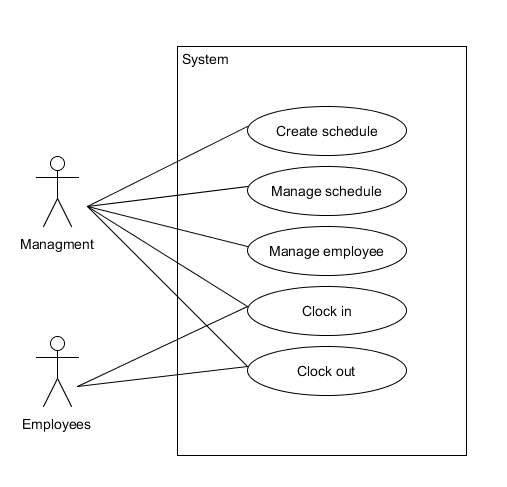 System
Create schedule
Manage schedule
Managment
Manage employee
Clock in
Clock out
Employees